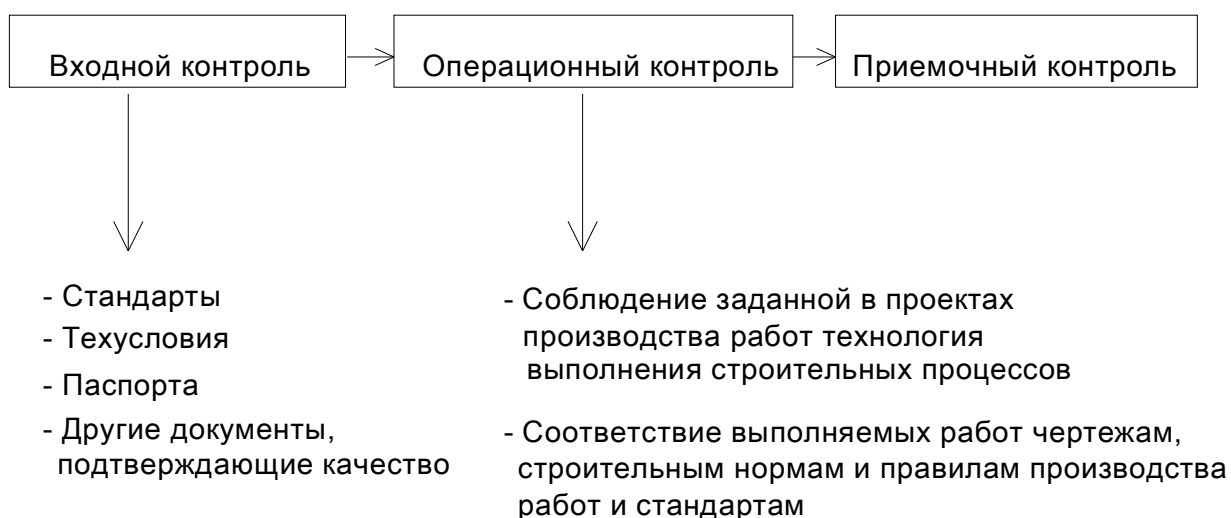 Входной контроль
Операционный контроль
Приемочный контроль
- Стандарты
- Техусловия
- Паспорта
- Другие документы,
подтверждающие качество
- Соблюдение заданной в проектах
производства работ технология
выполнения строительных процессов
- Соответствие выполняемых работ чертежам,
строительным нормам и правилам производства
работ и стандартам